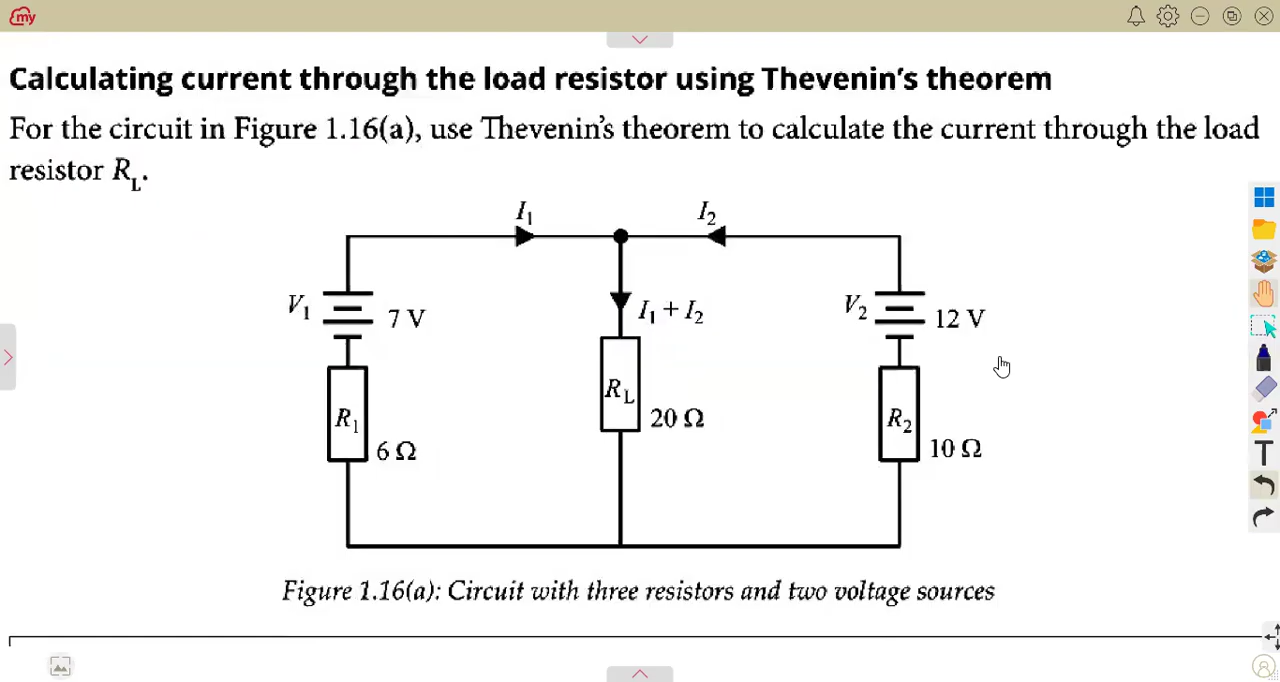 my
Calculating current through the load resistor using Thevenin's theorem
For the circuit in Figure 1.16(a), use Thevenin's theorem to calculate the current through the load
resistor R_L.
I₁ I₂
V₁ 7 V I₁ + I₂ V₂ 12 V
R₁ 6 Ω R_L 20 Ω R₂ 10 Ω
Figure 1.16(a): Circuit with three resistors and two voltage sources
T